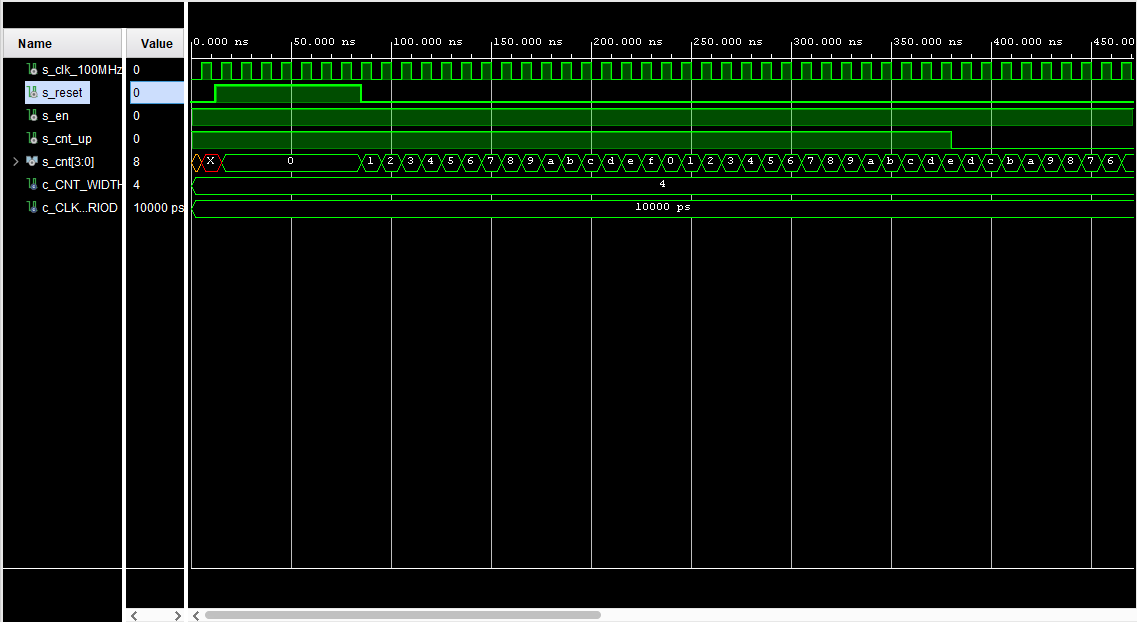 Name Value
0.000 ns 50.000 ns 100.000 ns 150.000 ns 200.000 ns 250.000 ns 300.000 ns 350.000 ns 400.000 ns 450.00
s_clk_100MHz 0
s_reset 0
s_en 0
s_cnt_up 0
s_cnt[3:0] 8 X 0 1 2 3 4 5 6 7 8 9 a b c d e f 0 1 2 3 4 5 6 7 8 9 a b c d e d c b a 9 8 7 6
c_CNT_WIDTH 4 4
c_CLK...RIOD 10000 ps 10000 ps